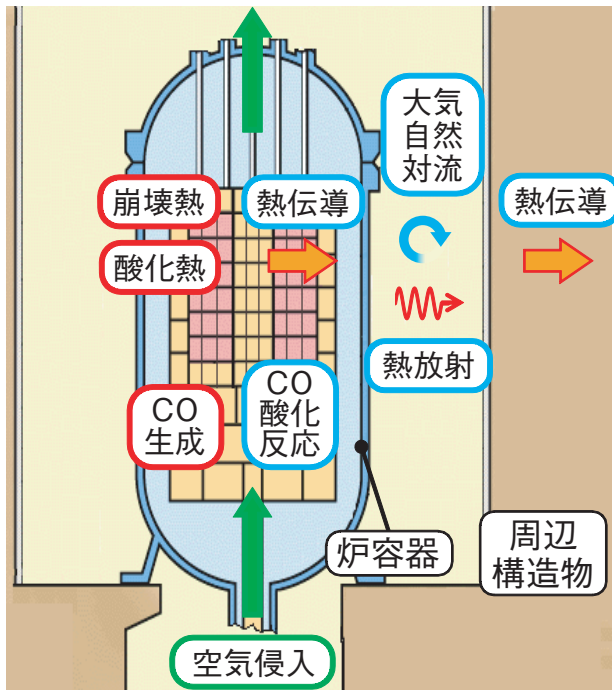 大気
自然
対流
崩壊熱
熱伝導
熱伝導
酸化熱
熱放射
CO
生成
CO
酸化
反応
炉容器
周辺
構造物
空気侵入